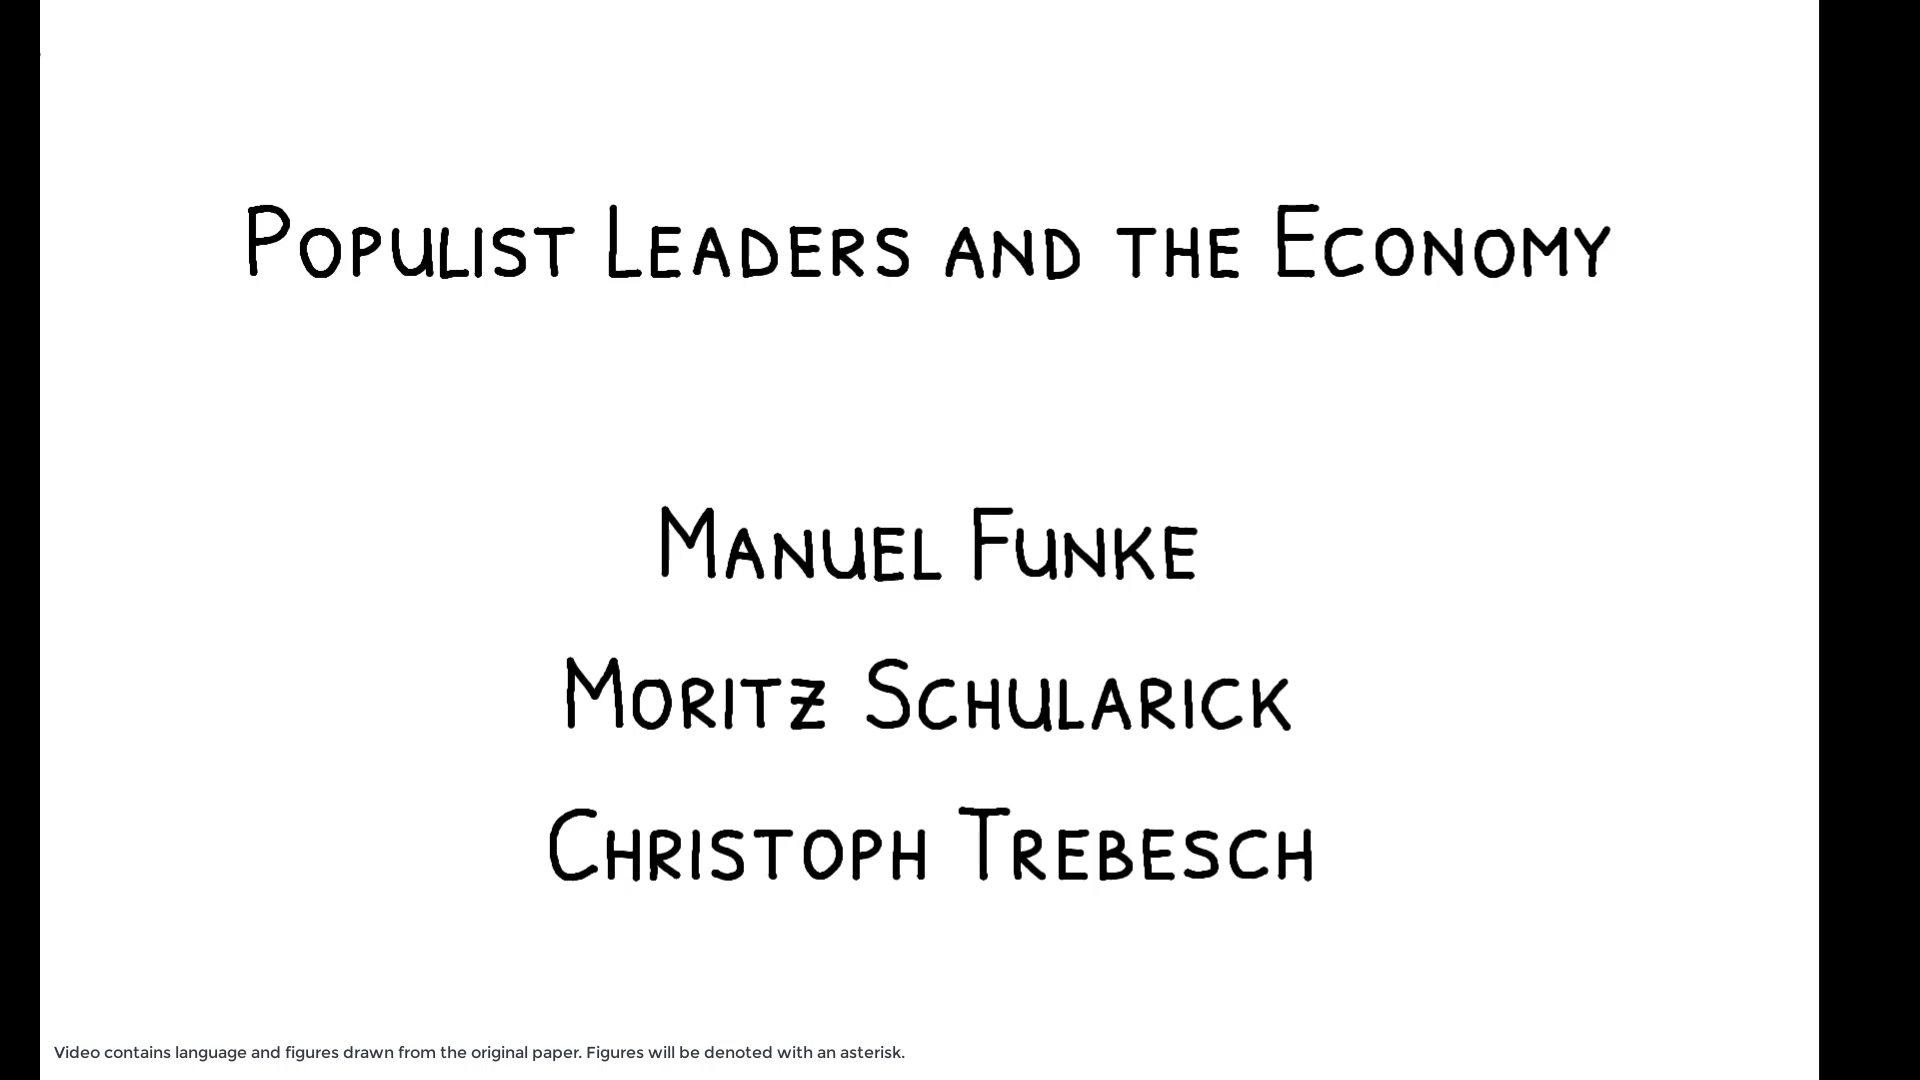 Populist Leaders and the Economy
Manuel Funke
Moritz Schularick
Christoph Trebesch
Video contains language and figures drawn from the original paper. Figures will be denoted with an asterisk.